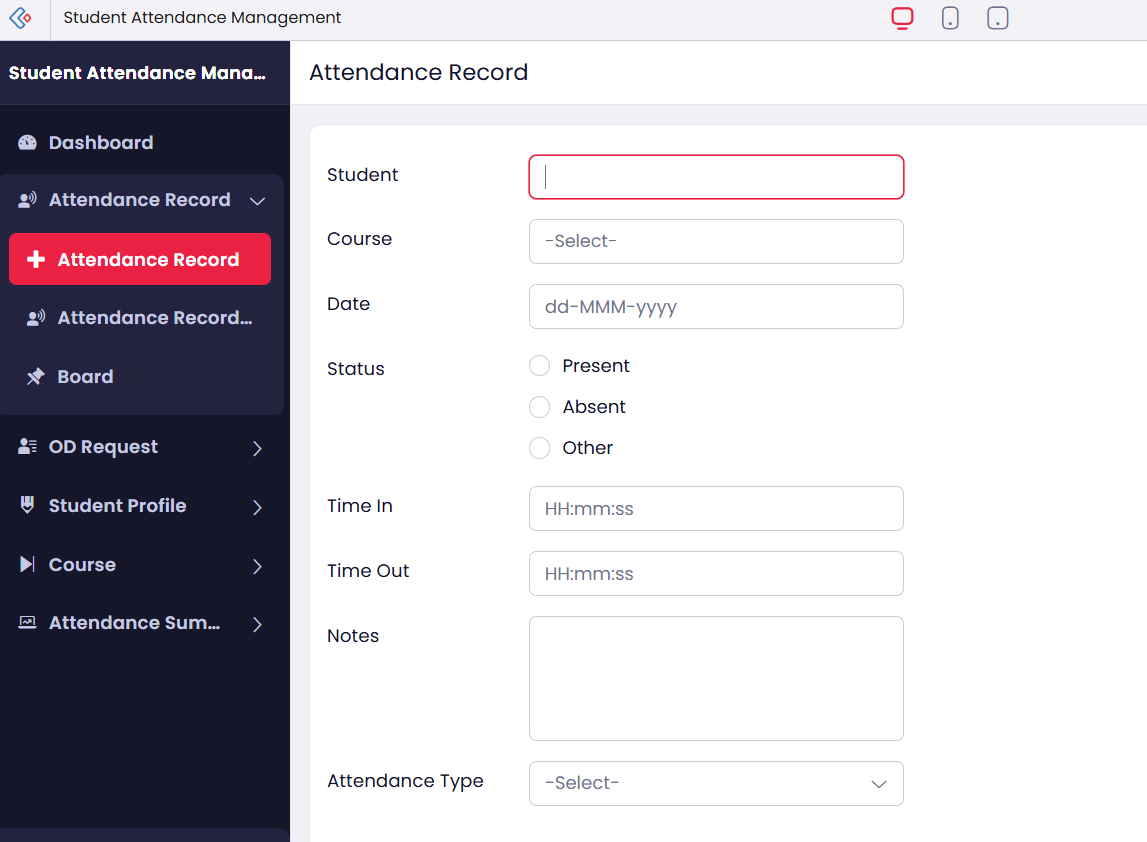 Student Attendance Management
Student Attendance Mana...
Attendance Record
Dashboard
Attendance Record
Attendance Record
Attendance Record...
Board
OD Request
Student Profile
Course
Attendance Sum...
Student
Course
-Select-
Date
dd-MMM-yyyy
Status
Present
Absent
Other
Time In
HH:mm:ss
Time Out
HH:mm:ss
Notes
Attendance Type
-Select-